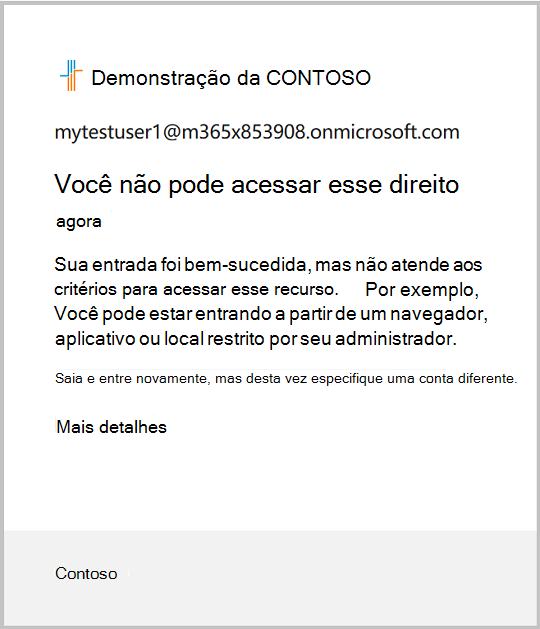 Demonstração da CONTOSO
mytestuser1@m365x853908.onmicrosoft.com
Você não pode acessar esse direito
agora
Sua entrada foi bem-sucedida, mas não atende aos
critérios para acessar esse recurso. Por exemplo,
Você pode estar entrando a partir de um navegador,
aplicativo ou local restrito por seu administrador.
Saia e entre novamente, mas desta vez especifique uma conta diferente.
Mais detalhes
Contoso